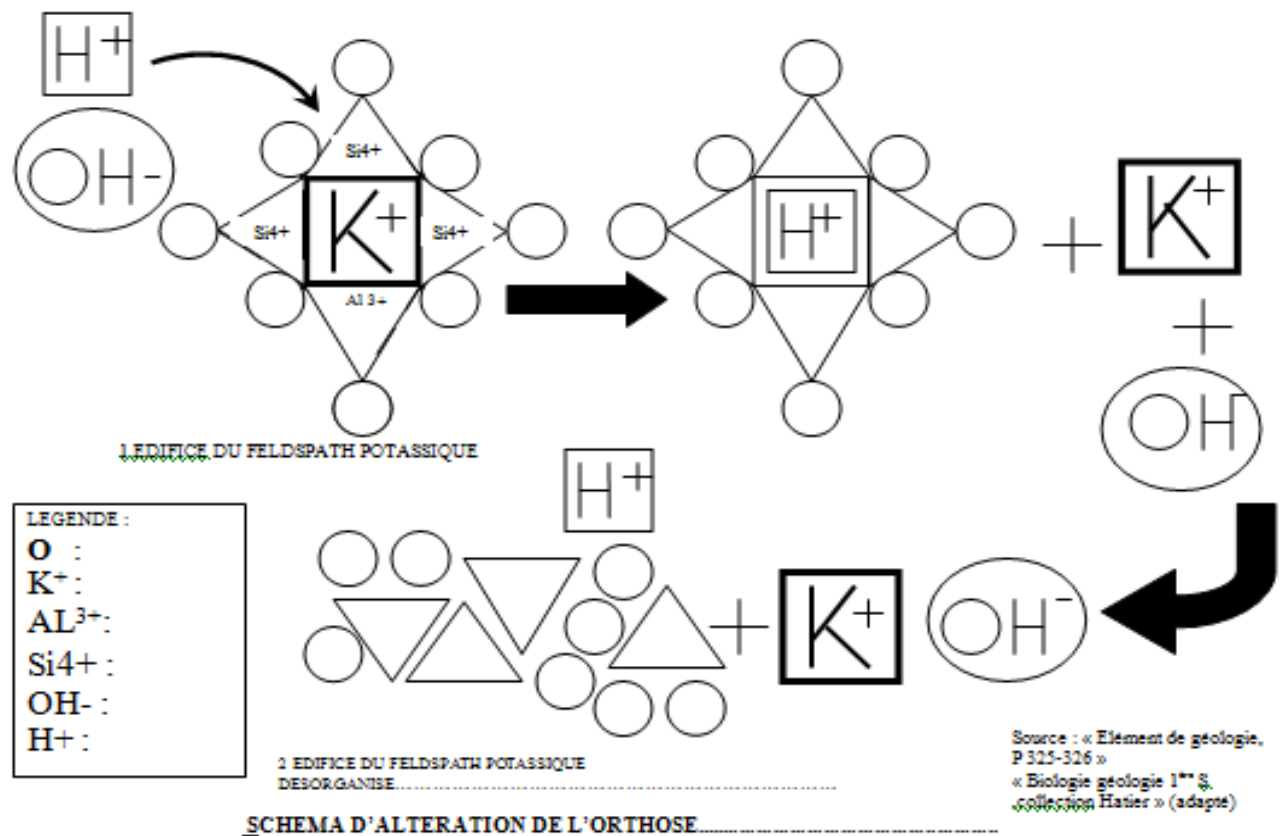 H+
OH-
Si4+
Si4+
K+
Si4+
Al 3+
H+
+
K+
+
OH-
1.EDIFICE DU FELDSPATH POTASSIQUE
H+
LEGENDE :
O :
K+ :
AL3+:
Si4+ :
OH- :
H+ :
+
K+
OH-
2 EDIFICE DU FELDSPATH POTASSIQUE
DESORGANISE……………………………………………………………
Source : « Elément de géologie,
P 325-326 »
« Biologie géologie 1ère S,
collection Hatier » (adapté)
SCHEMA D'ALTERATION DE L'ORTHOSE……………………………………